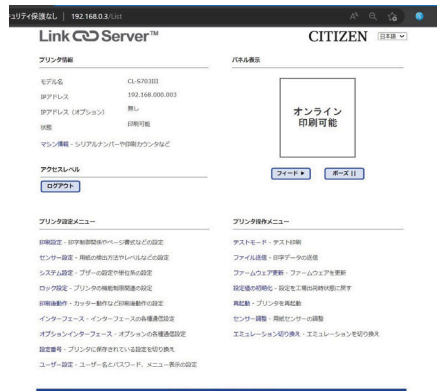 ュリティ保護なし | 192.168.0.3/List
Link Server™
CITIZEN
日本語
プリンタ情報
モデル名 CL-S703III
IPアドレス 192.168.000.003
IPアドレス（オプション） 無し
状態 印刷可能
マシン情報 - シリアルナンバーや印刷カウンタなど
アクセスレベル
ログアウト
パネル表示
オンライン
印刷可能
フィード ポーズ
プリンタ設定メニュー
印刷設定 - 印字制御関係やページ書式などの設定
センサー設定 - 用紙の検出方法やレベルなどの設定
システム設定 - ブザーの設定や単位系の設定
ロック設定 - プリンタの機能制限関連の設定
印刷後動作 - カッター動作など印刷後動作の設定
インターフェース - インターフェースの各種通信設定
オプションインターフェース - オプションの各種通信設定
設定番号 - プリンタに保存されている設定を切り換え
ユーザー設定 - ユーザー名とパスワード、メニュー表示の設定
プリンタ操作メニュー
テストモード - テスト印刷
ファイル送信 - 印字データの送信
ファームウェア更新 - ファームウェアを更新
設定値の初期化 - 設定を工場出荷時状態に戻す
再起動 - プリンタを再起動
センサー調整 - 用紙センサーの調整
エミュレーション切り換え - エミュレーションを切り換え